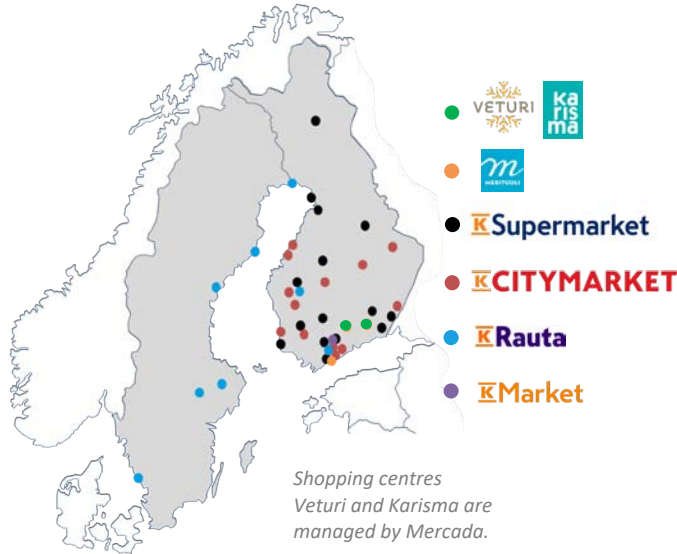 VETURI
ka
ris
ma
m
MERITUULI
K Supermarket
K CITYMARKET
K Rauta
K Market
Shopping centres
Veturi and Karisma are
managed by Mercada.